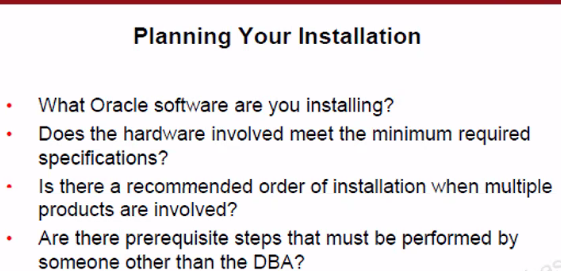 Planning Your Installation
• What Oracle software are you installing?
• Does the hardware involved meet the minimum required
specifications?
• Is there a recommended order of installation when multiple
products are involved?
• Are there prerequisite steps that must be performed by
someone other than the DBA?